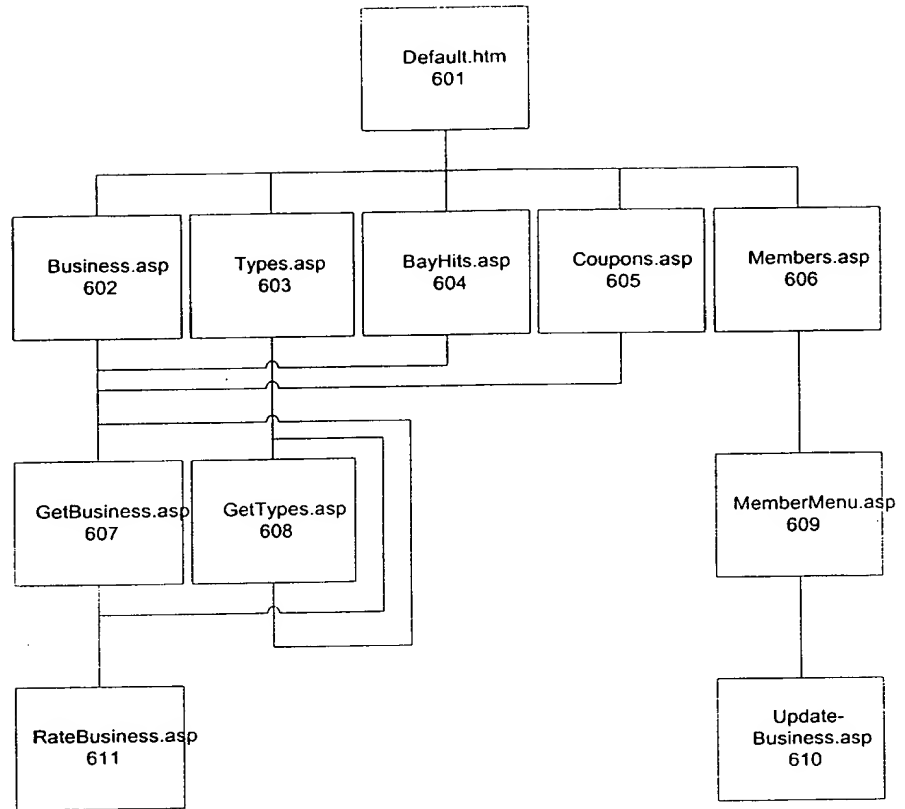 Default.htm
601
Business.asp
602
Types.asp
603
BayHits.asp
604
Coupons.asp
605
Members.asp
606
GetBusiness.asp
607
GetTypes.asp
608
MemberMenu.asp
609
RateBusiness.asp
611
Update-
Business.asp
610